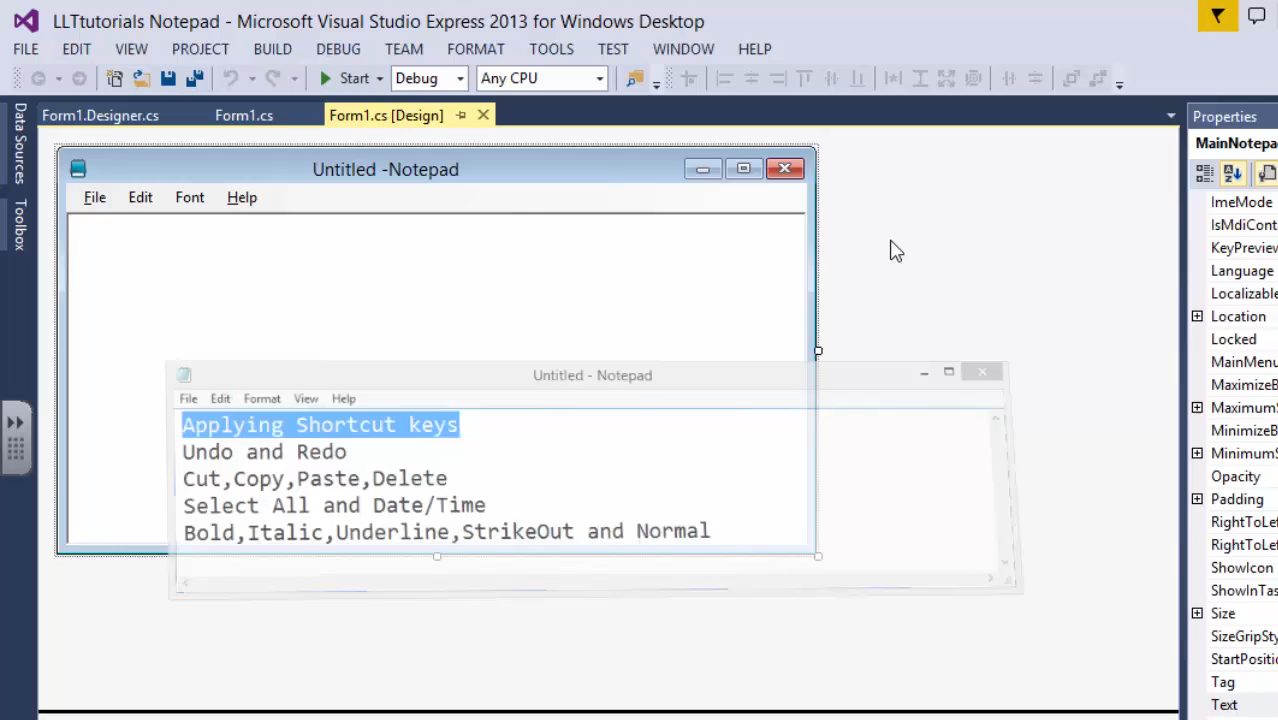 LLTtutorials Notepad - Microsoft Visual Studio Express 2013 for Windows Desktop
FILE EDIT VIEW PROJECT BUILD DEBUG TEAM FORMAT TOOLS TEST WINDOW HELP
Start Debug Any CPU
Form1.Designer.cs Form1.cs Form1.cs [Design]
Data Sources
Toolbox
Untitled -Notepad
File Edit Font Help
Untitled - Notepad
File Edit Format View Help
Applying Shortcut keys
Undo and Redo
Cut,Copy,Paste,Delete
Select All and Date/Time
Bold,Italic,Underline,StrikeOut and Normal
Properties
MainNotepa
ImeMode
IsMdiCont
KeyPreview
Language
Localizable
Location
Locked
MainMenu
MaximizeB
MaximumS
MinimizeB
MinimumS
Opacity
Padding
RightToLef
RightToLef
ShowIcon
ShowInTas
Size
SizeGripSty
StartPositio
Tag
Text